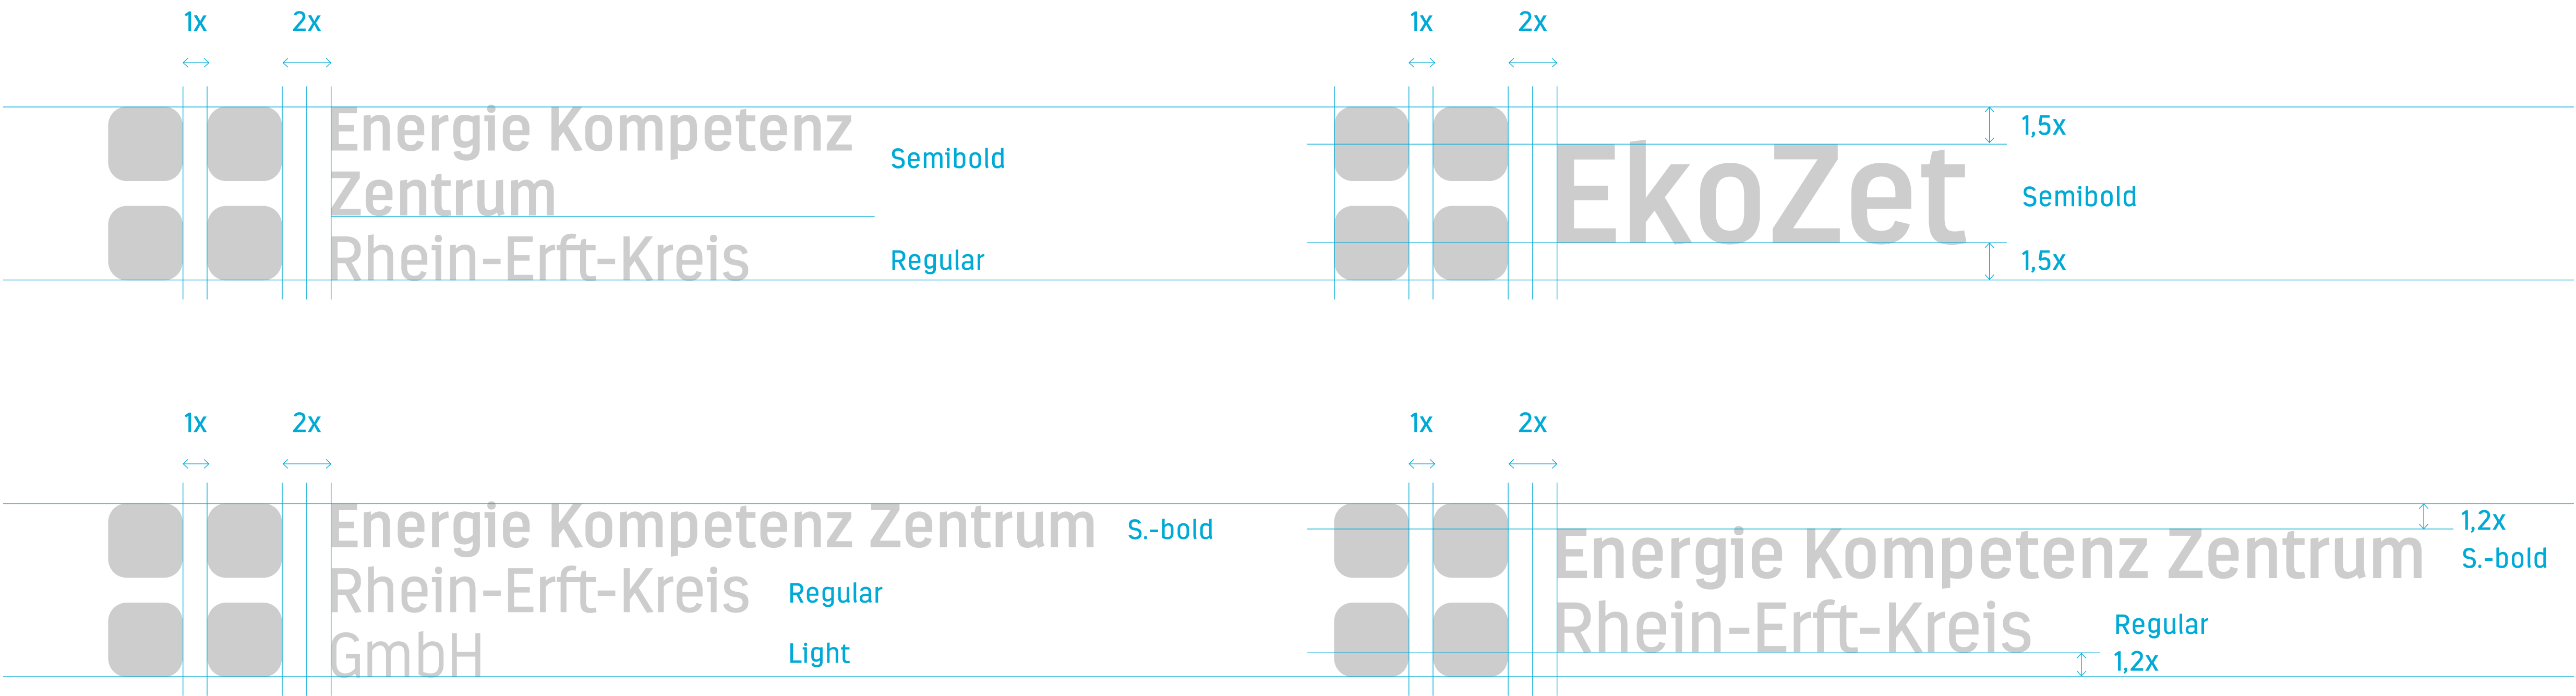 1x 2x
Energie Kompetenz
Zentrum
Rhein-Erft-Kreis
Semibold
Regular
1x 2x
EkoZet
1,5x
Semibold
1,5x
1x 2x
Energie Kompetenz Zentrum
S.-bold
Rhein-Erft-Kreis
Regular
GmbH
Light
1x 2x
1,2x
Energie Kompetenz Zentrum
S.-bold
Rhein-Erft-Kreis
Regular
1,2x